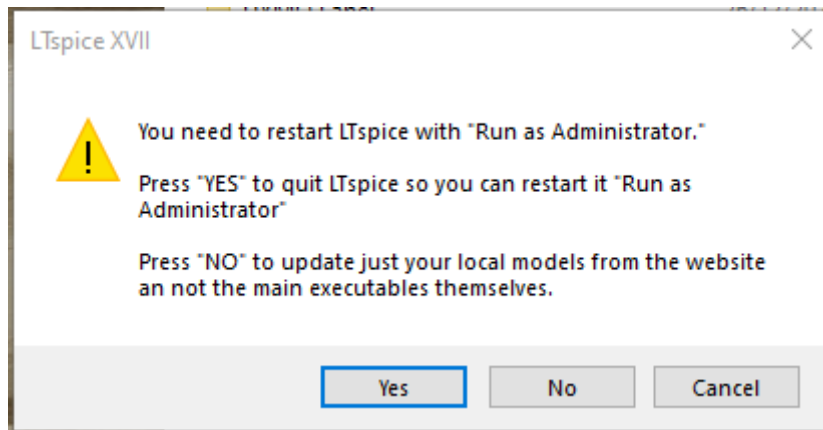 LTspice XVII
You need to restart LTspice with "Run as Administrator."
Press "YES" to quit LTspice so you can restart it "Run as
Administrator"
Press "NO" to update just your local models from the website
an not the main executables themselves.
Yes No Cancel